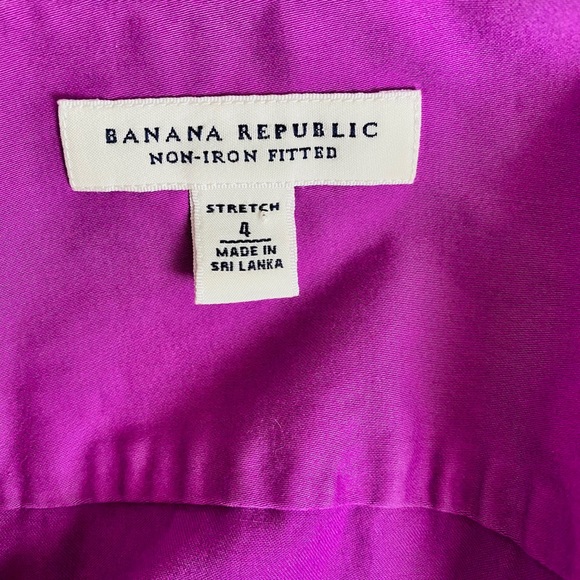 BANANA REPUBLIC
NON-IRON FITTED
STRETCH
4
MADE IN
SRI LANKA